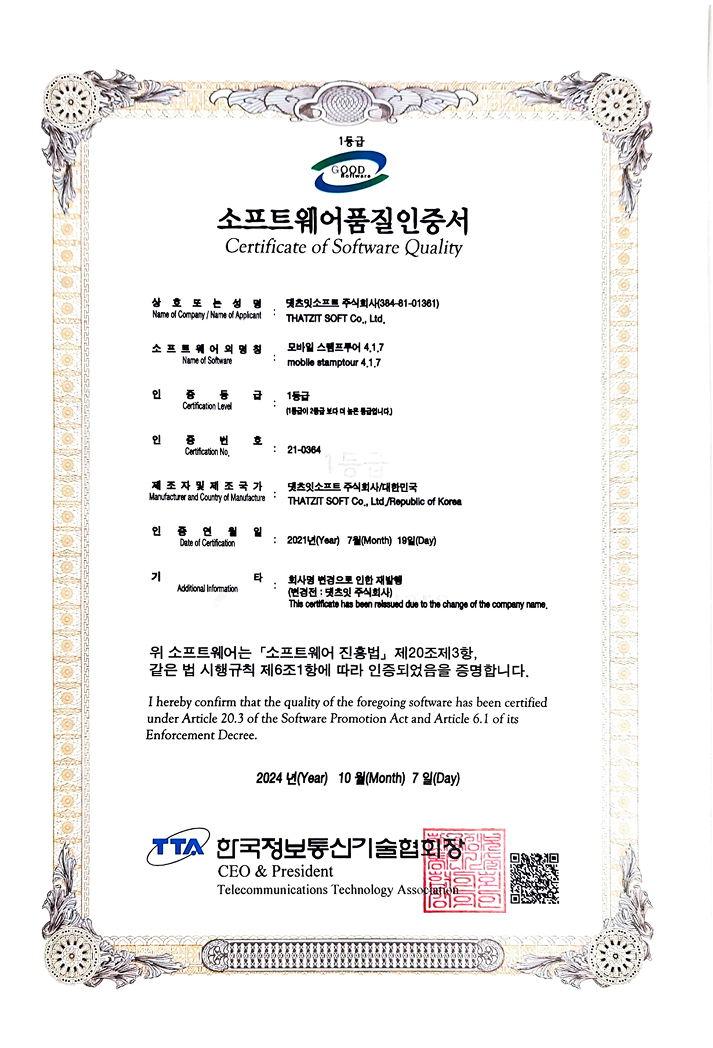 1등급
GOOD
Software
소프트웨어품질인증서
Certificate of Software Quality
상호또는성명
Name of Company / Name of Applicant
:
댓츠잇소프트 주식회사(384-81-01361)
THATZIT SOFT Co., Ltd.
소프트웨어의명칭
Name of Software
:
모바일 스탬프투어 4.1.7
mobile stamptour 4.1.7
인증등급
Certification Level
:
1등급
(1등급이 2등급 보다 더 높은 등급입니다.)
인증번호
Certification No.
:
21-0364
1등급
제조자및제조국가
Manufacturer and Country of Manufacture
:
댓츠잇소프트 주식회사/대한민국
THATZIT SOFT Co., Ltd./Republic of Korea
인증연월일
Date of Certification
:
2021년(Year) 7월(Month) 19일(Day)
기타
Additional Information
:
회사명 변경으로 인한 재발행
(변경전 : 댓츠잇 주식회사)
This certificate has been reissued due to the change of the company name.
위 소프트웨어는 「소프트웨어 진흥법」 제20조제3항,
같은 법 시행규칙 제6조1항에 따라 인증되었음을 증명합니다.
I hereby confirm that the quality of the foregoing software has been certified
under Article 20.3 of the Software Promotion Act and Article 6.1 of its
Enforcement Decree.
2024 년(Year) 10 월(Month) 7 일(Day)
TTA 한국정보통신기술협회장
CEO & President
Telecommunications Technology Association